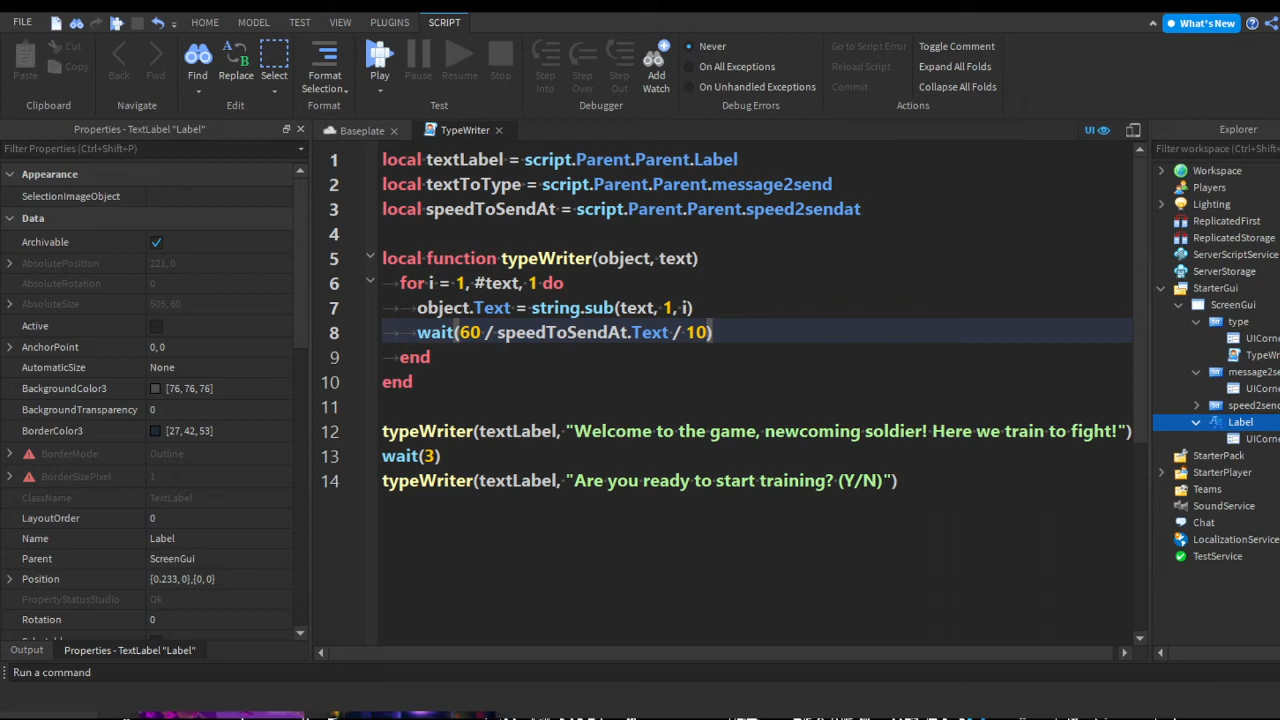 FILE HOME MODEL TEST VIEW PLUGINS SCRIPT What's New
Cut Never Go to Script Error Toggle Comment
Copy On All Exceptions Reload Script Expand All Folds
Paste Back Fwd Find Replace Select Format Selection Play Pause Resume Stop Step Into Step Over Step Out Add Watch On Unhandled Exceptions Commit Collapse All Folds
Clipboard Navigate Edit Format Test Debugger Debug Errors Actions
Properties - TextLabel "Label" Baseplate TypeWriter UI Explorer
Filter Properties (Ctrl+Shift+P) Filter workspace (Ctrl+Shift
Appearance
SelectionImageObject
Data
Archivable
AbsolutePosition 221, 0
AbsoluteRotation 0
AbsoluteSize 505, 60
Active
AnchorPoint 0, 0
AutomaticSize None
BackgroundColor3 [76, 76, 76]
BackgroundTransparency 0
BorderColor3 [27, 42, 53]
BorderMode Outline
BorderSizePixel 1
ClassName TextLabel
LayoutOrder 0
Name Label
Parent ScreenGui
Position {0.233, 0},{0, 0}
PropertyStatusStudio Ok
Rotation 0
Output Properties - TextLabel "Label"
Run a command
1 local textLabel = script.Parent.Parent.Label
2 local textToType = script.Parent.Parent.message2send
3 local speedToSendAt = script.Parent.Parent.speed2sendat
4
5 local function typeWriter(object, text)
6 for i = 1, #text, 1 do
7 object.Text = string.sub(text, 1, i)
8 wait(60 / speedToSendAt.Text / 10)
9 end
10 end
11
12 typeWriter(textLabel, "Welcome to the game, newcoming soldier! Here we train to fight!")
13 wait(3)
14 typeWriter(textLabel, "Are you ready to start training? (Y/N)")
Workspace
Players
Lighting
ReplicatedFirst
ReplicatedStorage
ServerScriptService
ServerStorage
StarterGui
ScreenGui
type
UICorne
TypeWr
message2se
UICorne
speed2send
Label
UICorne
StarterPack
StarterPlayer
Teams
SoundService
Chat
LocalizationService
TestService